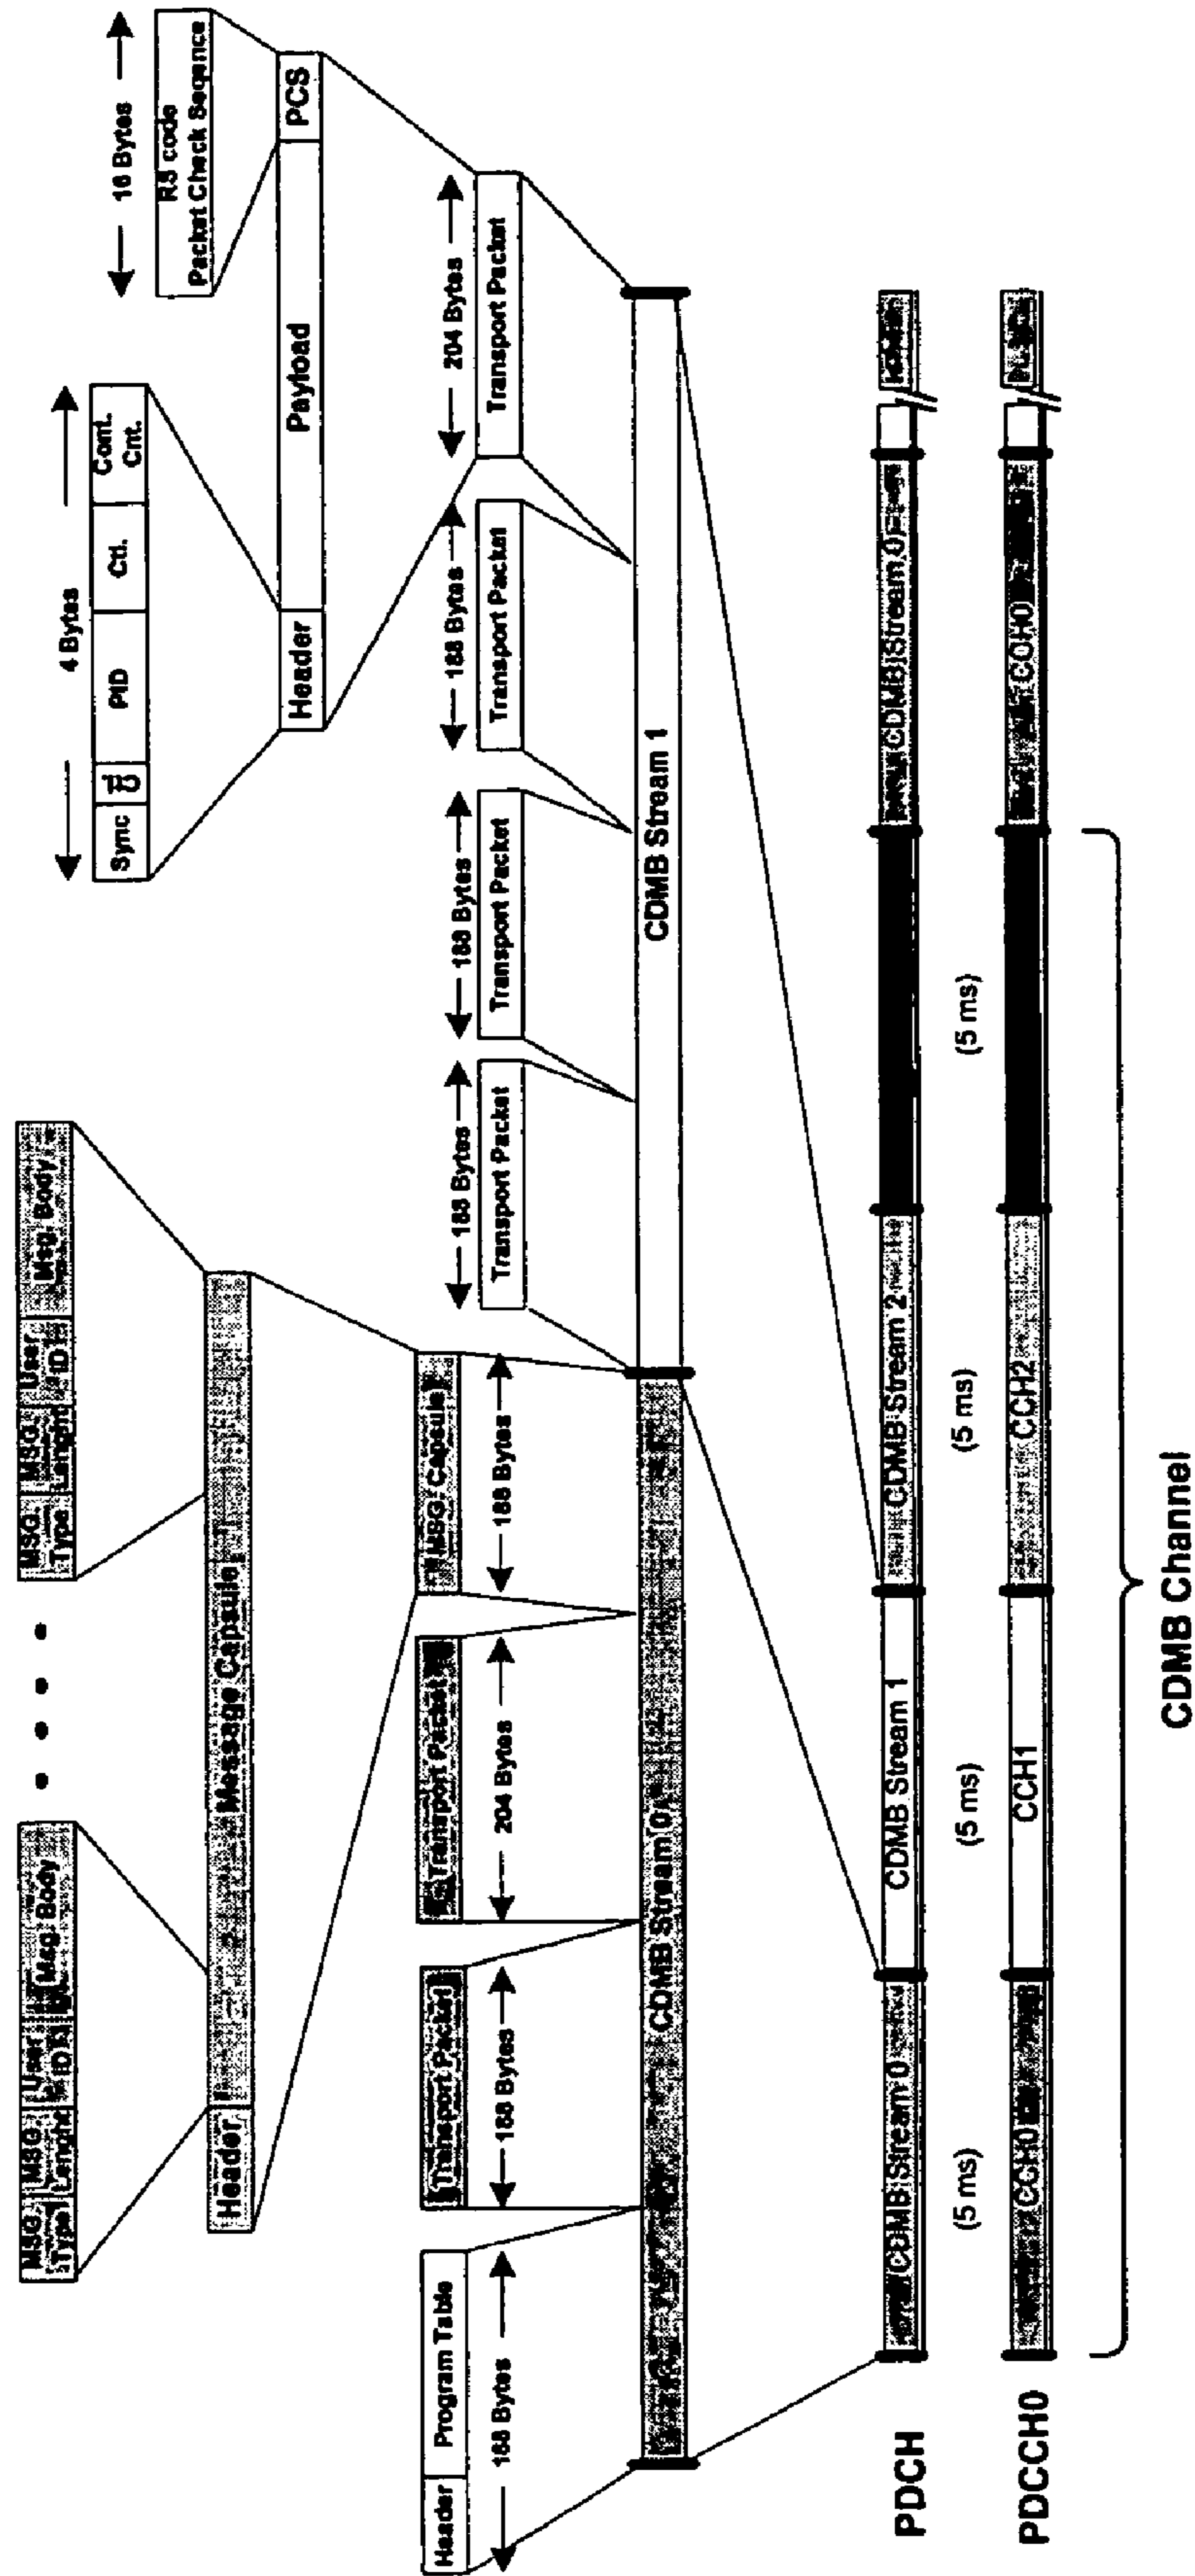 MSG. Type
MSG. Lenght
User ID
Msg. Body
MSG. Type
MSG. Lenght
User ID
Msg. Body
Header
Message Capsule
4 Bytes
Sync
PID
Ctl.
Cont. Cnt.
16 Bytes
RS code
Packet Check Seqence
Header
Payload
PCS
Header
Program Table
188 Bytes
Transport Packet
188 Bytes
Transport Packet
204 Bytes
MSG. Capsule
188 Bytes
188 Bytes
Transport Packet
188 Bytes
Transport Packet
188 Bytes
Transport Packet
204 Bytes
Transport Packet
CDMB Stream 0
CDMB Stream 1
PDCH
CDMB Stream 0
CDMB Stream 1
CDMB Stream 2
CDMB Stream 0
(5 ms)
(5 ms)
(5 ms)
(5 ms)
PDCCH0
CCH0
CCH1
CCH2
CCH0
CDMB Channel